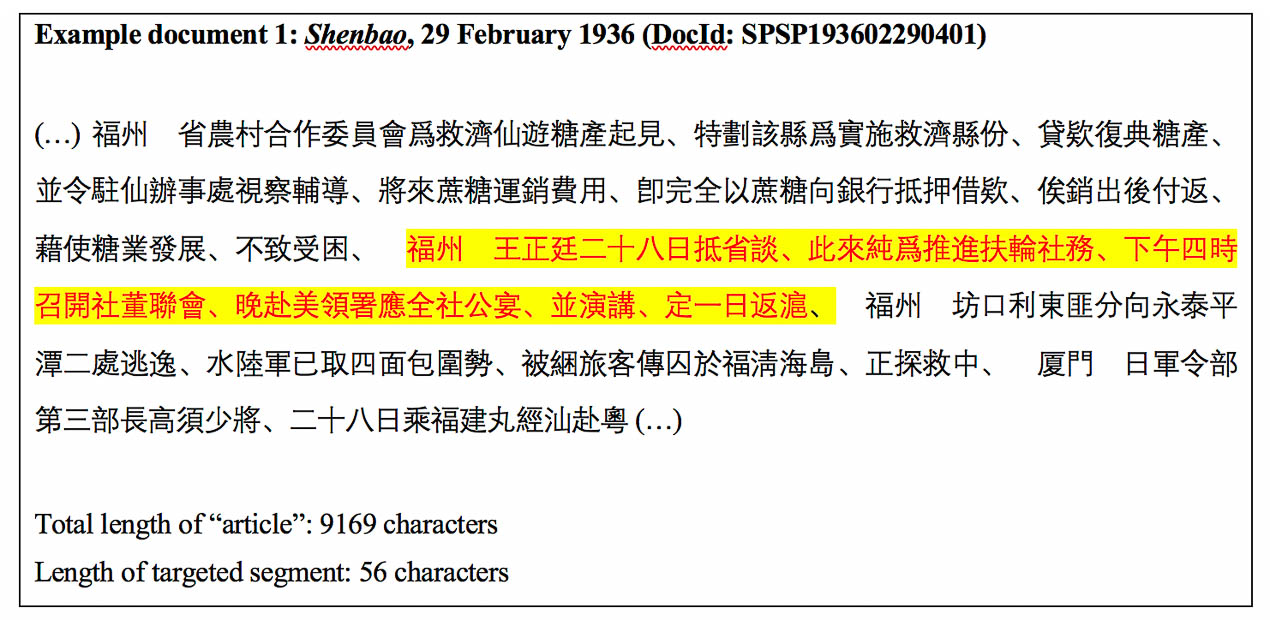 Example document 1: Shenbao, 29 February 1936 (DocId: SPSP193602290401)
(…) 福州　省農村合作委員會爲救濟仙遊糖產起見、特劃該縣爲實施救濟縣份、貸欵復典糖產、
並令駐仙辦事處視察輔導、將來蔗糖運銷費用、卽完全以蔗糖向銀行抵押借欵、俟銷出後付返、
藉使糖業發展、不致受困、　福州　王正廷二十八日抵省談、此來純爲推進扶輪社務、下午四時
召開社董聯會、晚赴美領署應全社公宴、並演講、定一日返滬、　福州　坊口利東匪分向永泰平
潭二處逃逸、水陸軍已取四面包圍勢、被綑旅客傳囚於福淸海島、正探救中、　厦門　日軍令部
第三部長高須少將、二十八日乘福建丸經汕赴粵 (…)
Total length of “article”: 9169 characters
Length of targeted segment: 56 characters